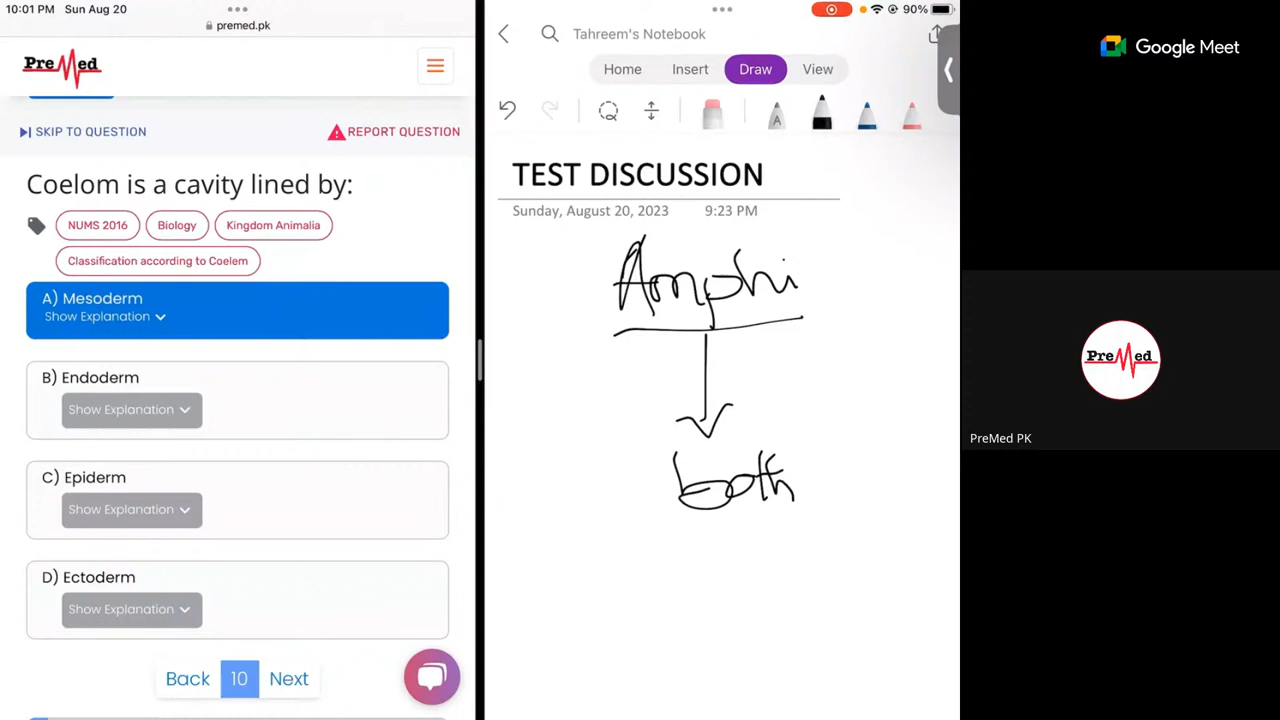 10:01 PM Sun Aug 20
premed.pk
PreMed
SKIP TO QUESTION
REPORT QUESTION
Coelom is a cavity lined by:
NUMS 2016
Biology
Kingdom Animalia
Classification according to Coelem
A) Mesoderm
Show Explanation
B) Endoderm
Show Explanation
C) Epiderm
Show Explanation
D) Ectoderm
Show Explanation
Back 10 Next
90%
Tahreem's Notebook
Home Insert Draw View
A
TEST DISCUSSION
Sunday, August 20, 2023 9:23 PM
Amphi
both
Google Meet
PreMed
PreMed PK